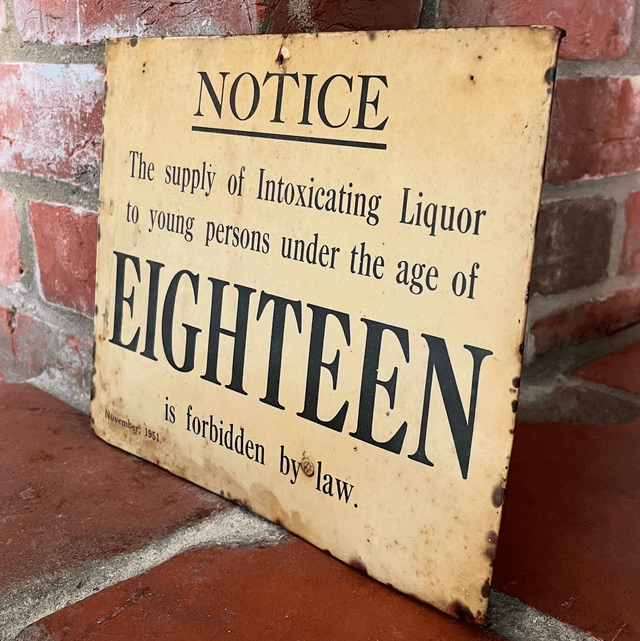 NOTICE
The supply of Intoxicating Liquor
to young persons under the age of
EIGHTEEN
is forbidden by law.
November, 1951.